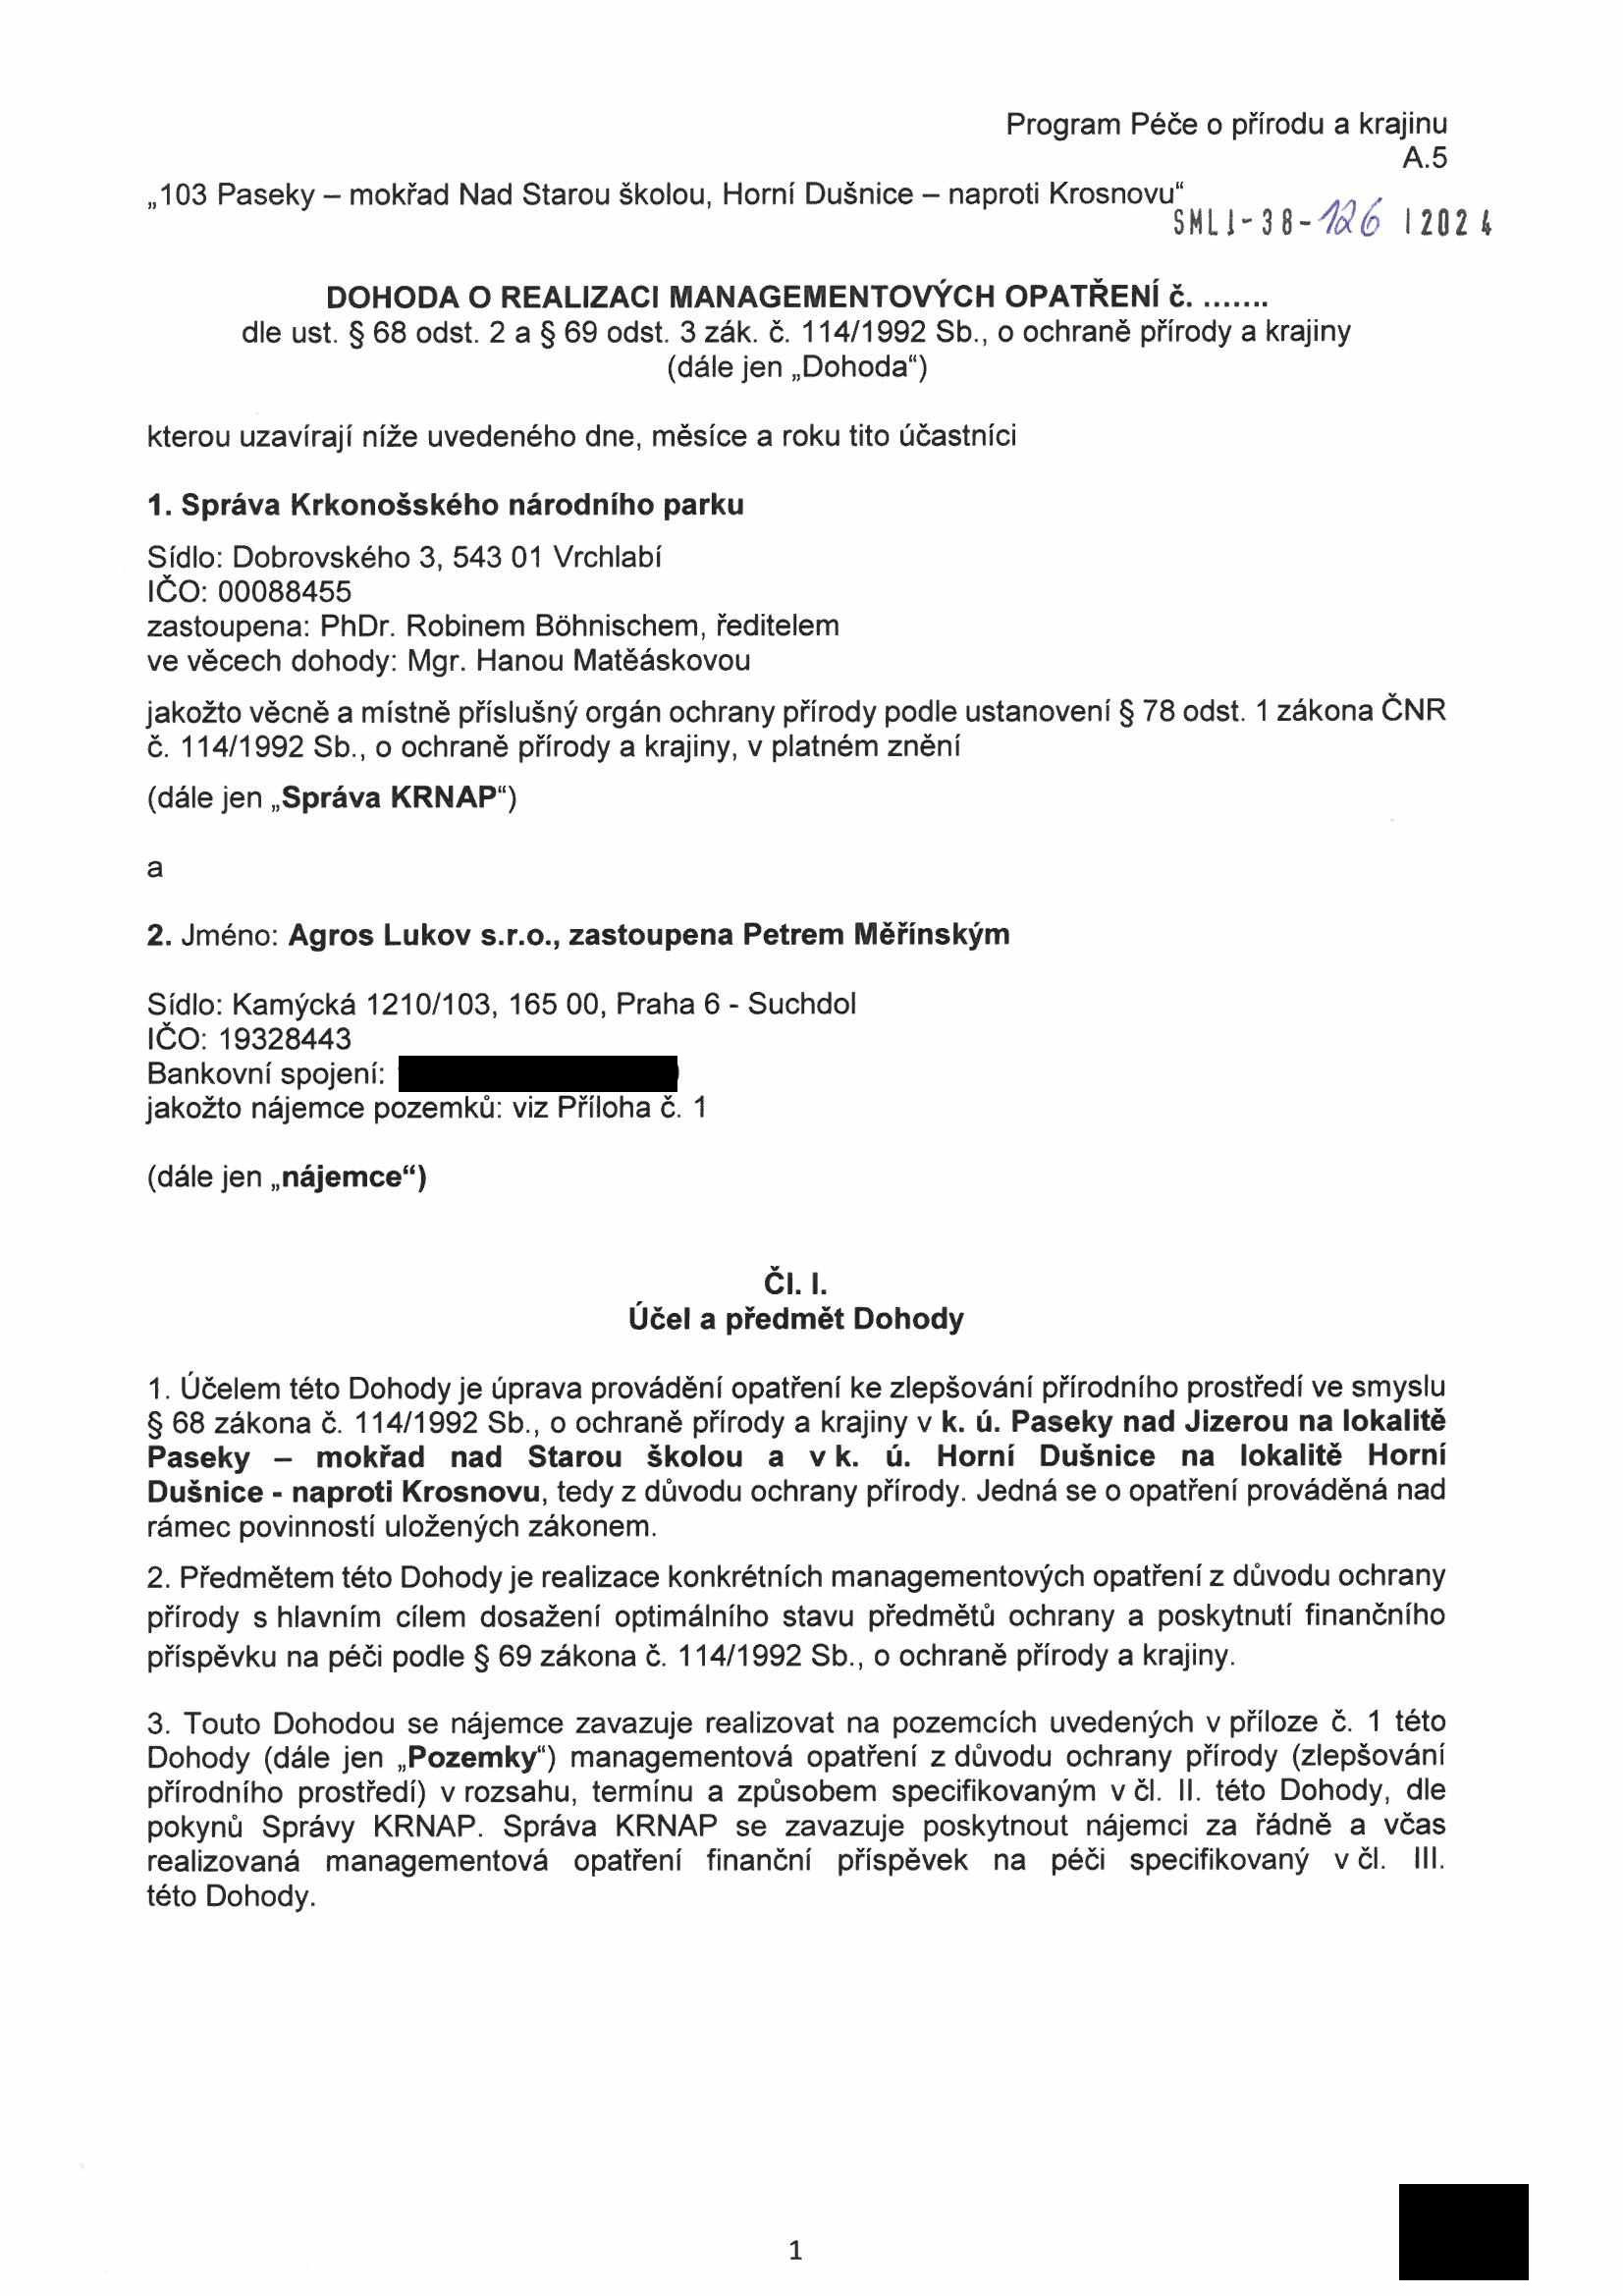 Program Péče o přírodu a krajinu
A.5
„103 Paseky – mokřad Nad Starou školou, Horní Dušnice – naproti Krosnovu“
SML1-38-126 12024
DOHODA O REALIZACI MANAGEMENTOVÝCH OPATŘENÍ č. .......
dle ust. § 68 odst. 2 a § 69 odst. 3 zák. č. 114/1992 Sb., o ochraně přírody a krajiny
(dále jen „Dohoda“)
kterou uzavírají níže uvedeného dne, měsíce a roku tito účastníci
1. Správa Krkonošského národního parku
Sídlo: Dobrovského 3, 543 01 Vrchlabí
IČO: 00088455
zastoupena: PhDr. Robinem Böhnischem, ředitelem
ve věcech dohody: Mgr. Hanou Matěáskovou
jakožto věcně a místně příslušný orgán ochrany přírody podle ustanovení § 78 odst. 1 zákona ČNR
č. 114/1992 Sb., o ochraně přírody a krajiny, v platném znění
(dále jen „Správa KRNAP“)
a
2. Jméno: Agros Lukov s.r.o., zastoupena Petrem Měřínským
Sídlo: Kamýcká 1210/103, 165 00, Praha 6 - Suchdol
IČO: 19328443
Bankovní spojení:
jakožto nájemce pozemků: viz Příloha č. 1
(dále jen „nájemce“)
Čl. I.
Účel a předmět Dohody
1. Účelem této Dohody je úprava provádění opatření ke zlepšování přírodního prostředí ve smyslu
§ 68 zákona č. 114/1992 Sb., o ochraně přírody a krajiny v k. ú. Paseky nad Jizerou na lokalitě
Paseky – mokřad nad Starou školou a v k. ú. Horní Dušnice na lokalitě Horní
Dušnice - naproti Krosnovu, tedy z důvodu ochrany přírody. Jedná se o opatření prováděná nad
rámec povinností uložených zákonem.
2. Předmětem této Dohody je realizace konkrétních managementových opatření z důvodu ochrany
přírody s hlavním cílem dosažení optimálního stavu předmětů ochrany a poskytnutí finančního
příspěvku na péči podle § 69 zákona č. 114/1992 Sb., o ochraně přírody a krajiny.
3. Touto Dohodou se nájemce zavazuje realizovat na pozemcích uvedených v příloze č. 1 této
Dohody (dále jen „Pozemky“) managementová opatření z důvodu ochrany přírody (zlepšování
přírodního prostředí) v rozsahu, termínu a způsobem specifikovaným v čl. II. této Dohody, dle
pokynů Správy KRNAP. Správa KRNAP se zavazuje poskytnout nájemci za řádně a včas
realizovaná managementová opatření finanční příspěvek na péči specifikovaný v čl. III.
této Dohody.
1